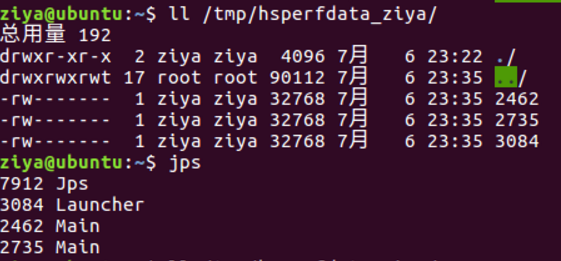 ziya@ubuntu:~$ ll /tmp/hsperfdata_ziya/
总用量 192
drwxr-xr-x  2 ziya ziya  4096 7月   6 23:22 ./
drwxrwxrwt 17 root root 90112 7月   6 23:35 ../
-rw-------  1 ziya ziya 32768 7月   6 23:35 2462
-rw-------  1 ziya ziya 32768 7月   6 23:35 2735
-rw-------  1 ziya ziya 32768 7月   6 23:35 3084
ziya@ubuntu:~$ jps
7912 Jps
3084 Launcher
2462 Main
2735 Main